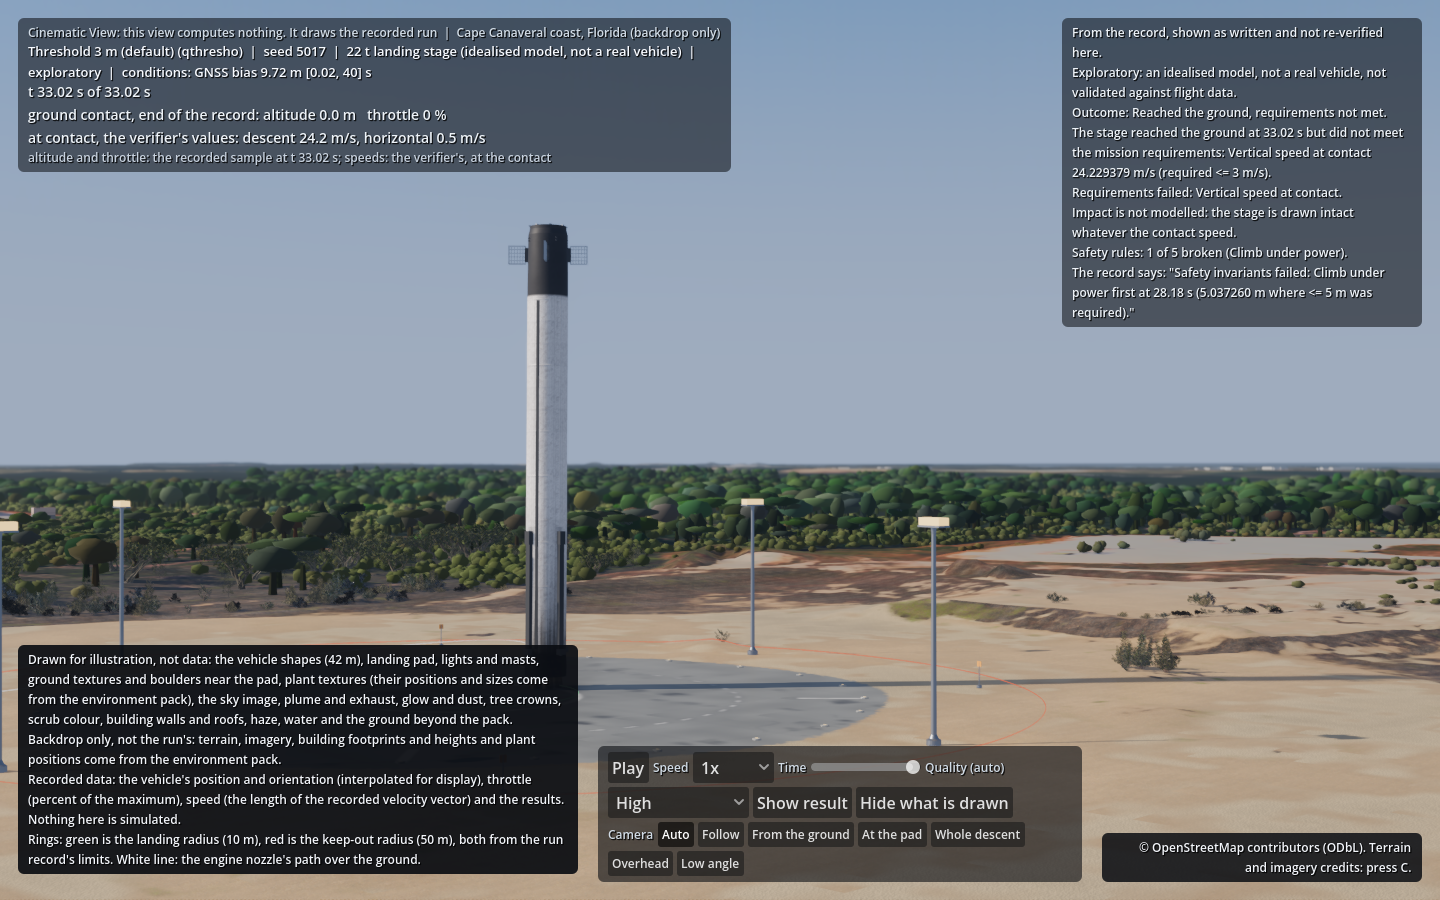 Cinematic View: this view computes nothing. It draws the recorded run | Cape Canaveral coast, Florida (backdrop only)
Threshold 3 m (default) (qthresho) | seed 5017 | 22 t landing stage (idealised model, not a real vehicle) |
exploratory | conditions: GNSS bias 9.72 m [0.02, 40] s
t 33.02 s of 33.02 s
ground contact, end of the record: altitude 0.0 m throttle 0 %
at contact, the verifier's values: descent 24.2 m/s, horizontal 0.5 m/s
altitude and throttle: the recorded sample at t 33.02 s; speeds: the verifier's, at the contact
From the record, shown as written and not re-verified
here.
Exploratory: an idealised model, not a real vehicle, not
validated against flight data.
Outcome: Reached the ground, requirements not met.
The stage reached the ground at 33.02 s but did not meet
the mission requirements: Vertical speed at contact
24.229379 m/s (required <= 3 m/s).
Requirements failed: Vertical speed at contact.
Impact is not modelled: the stage is drawn intact
whatever the contact speed.
Safety rules: 1 of 5 broken (Climb under power).
The record says: "Safety invariants failed: Climb under
power first at 28.18 s (5.037260 m where <= 5 m was
required)."
Drawn for illustration, not data: the vehicle shapes (42 m), landing pad, lights and masts,
ground textures and boulders near the pad, plant textures (their positions and sizes come
from the environment pack), the sky image, plume and exhaust, glow and dust, tree crowns,
scrub colour, building walls and roofs, haze, water and the ground beyond the pack.
Backdrop only, not the run's: terrain, imagery, building footprints and heights and plant
positions come from the environment pack.
Recorded data: the vehicle's position and orientation (interpolated for display), throttle
(percent of the maximum), speed (the length of the recorded velocity vector) and the results.
Nothing here is simulated.
Rings: green is the landing radius (10 m), red is the keep-out radius (50 m), both from the run
record's limits. White line: the engine nozzle's path over the ground.
Play Speed 1x Time Quality (auto)
High Show result Hide what is drawn
Camera Auto Follow From the ground At the pad Whole descent
Overhead Low angle
© OpenStreetMap contributors (ODbL). Terrain
and imagery credits: press C.